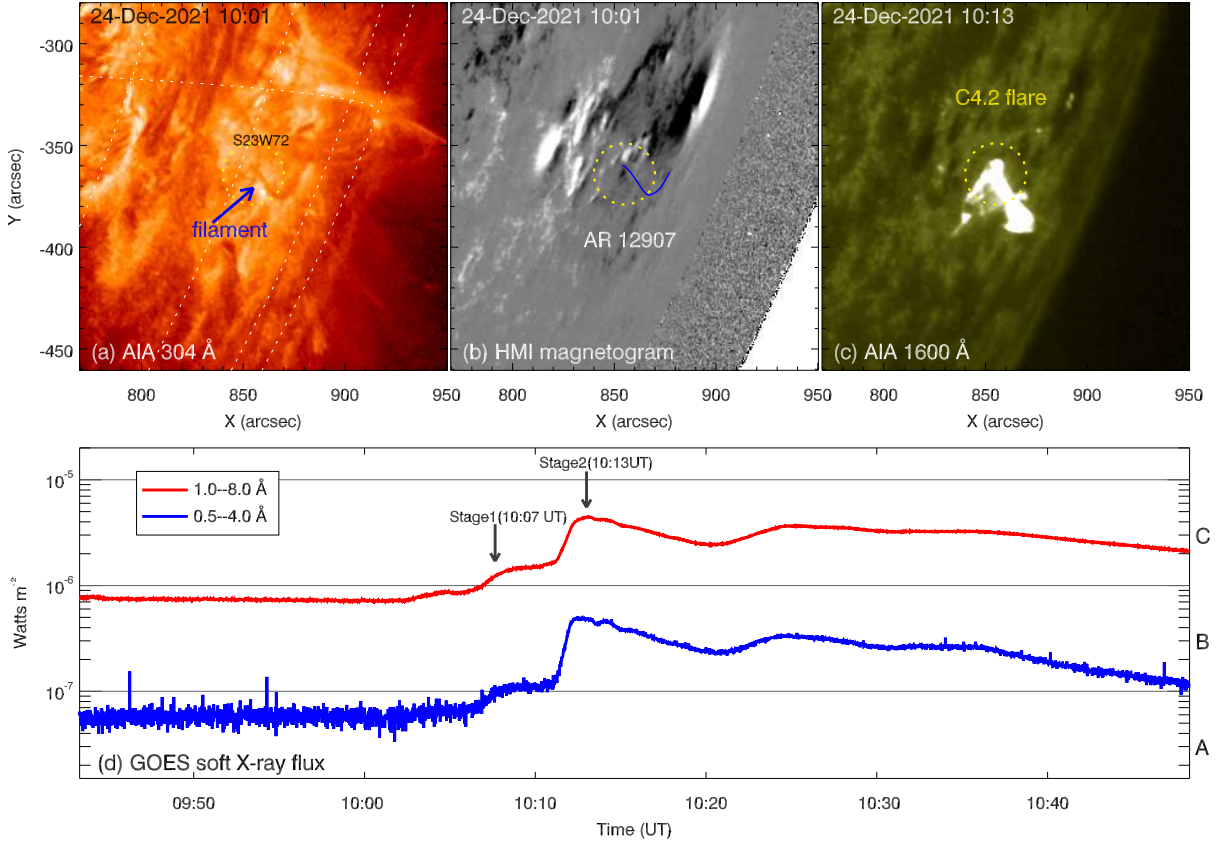 24-Dec-2021 10:01
24-Dec-2021 10:01
24-Dec-2021 10:13
S23W72
filament
AR 12907
C4.2 flare
(a) AIA 304 Å
(b) HMI magnetogram
(c) AIA 1600 Å
-300
-350
-400
-450
Y (arcsec)
800 850 900
800 850 900 950
800 850 900 950
X (arcsec)
X (arcsec)
X (arcsec)
1.0--8.0 Å
0.5--4.0 Å
Stage2(10:13UT)
Stage1(10:07 UT)
10⁻⁵
10⁻⁶
10⁻⁷
Watts m⁻²
C
B
A
(d) GOES soft X-ray flux
09:50 10:00 10:10 10:20 10:30 10:40
Time (UT)